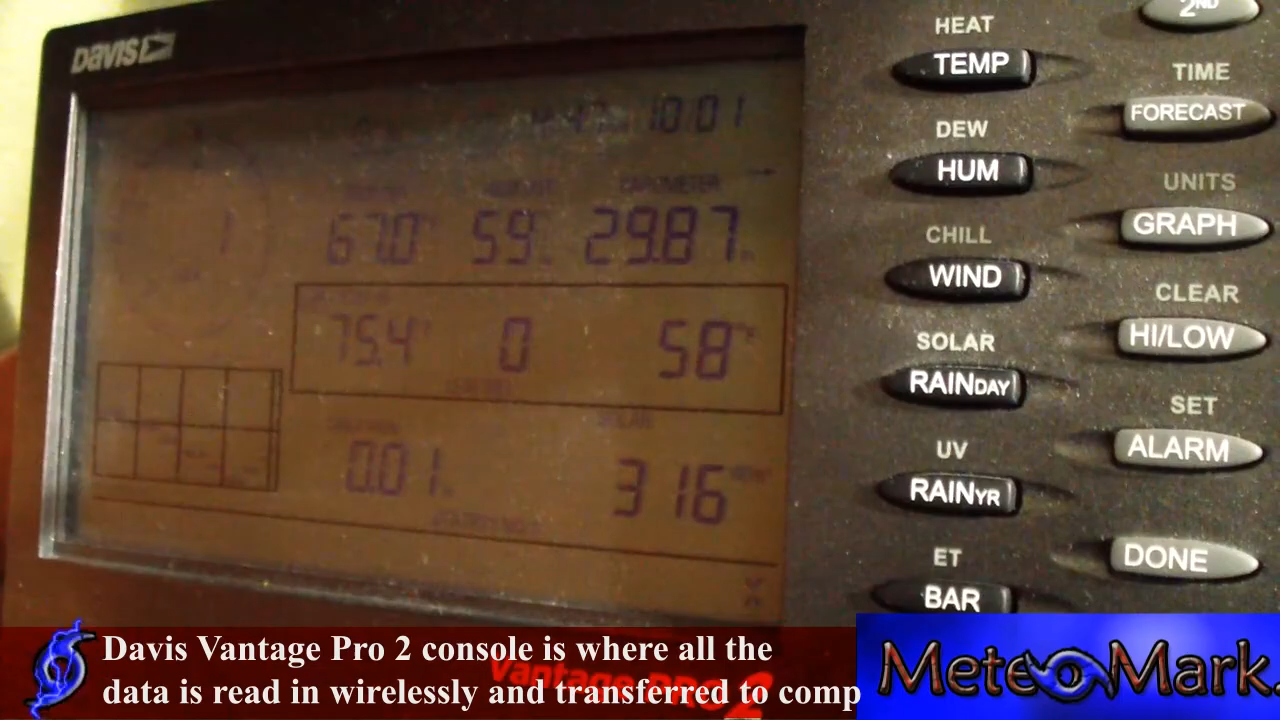 DAVIS
10:01
67.0
59
29.87
75.4
0
58
0.01
316
HEAT
TEMP
DEW
HUM
CHILL
WIND
SOLAR
RAINDAY
UV
RAINYR
ET
BAR
2ND
TIME
FORECAST
UNITS
GRAPH
CLEAR
HI/LOW
SET
ALARM
DONE
Vantage PRO 2
Davis Vantage Pro 2 console is where all the
data is read in wirelessly and transferred to comp
MeteoMark.